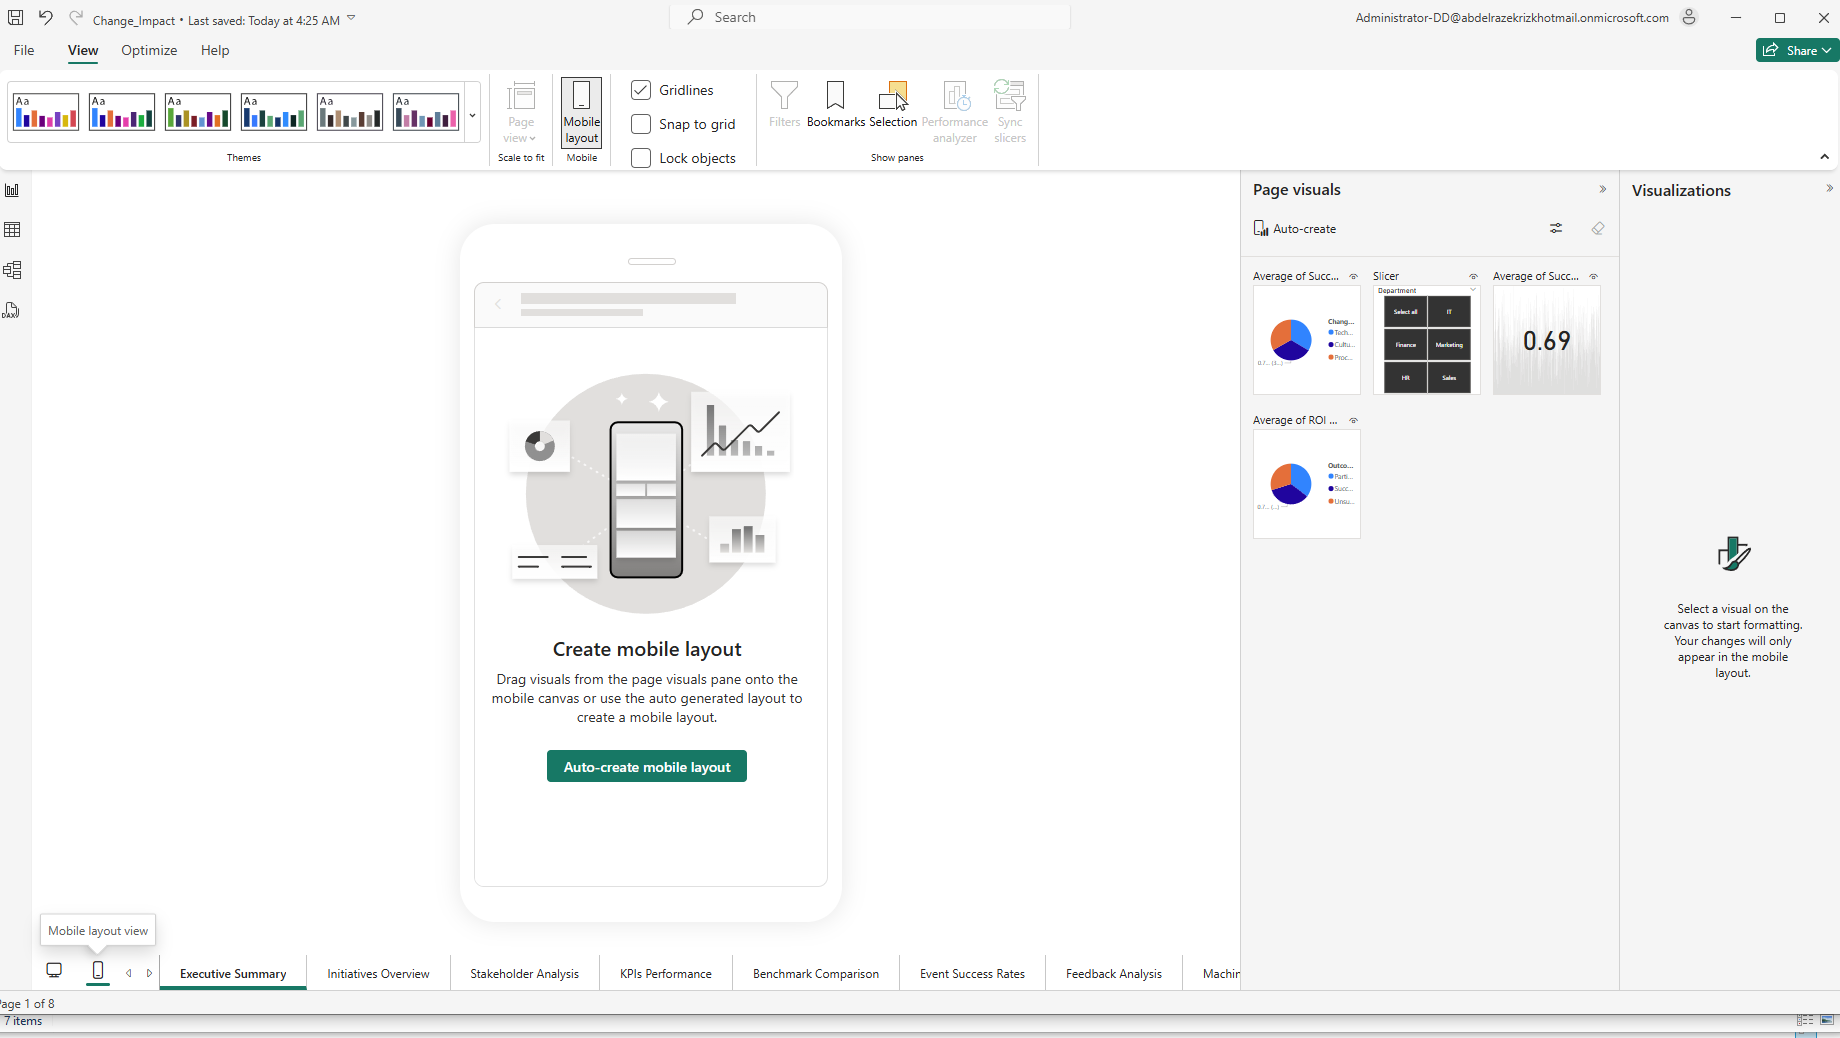 Change_Impact • Last saved: Today at 4:25 AM
Search
Administrator-DD@abdelrazekrizkhotmail.onmicrosoft.com
File
View
Optimize
Help
Share
Aa
Aa
Aa
Aa
Aa
Aa
Themes
Page
view
Scale to fit
Mobile
layout
Mobile
Gridlines
Snap to grid
Lock objects
Filters
Bookmarks
Selection
Performance
analyzer
Sync
slicers
Show panes
DAX
Create mobile layout
Drag visuals from the page visuals pane onto the
mobile canvas or use the auto generated layout to
create a mobile layout.
Auto-create mobile layout
Page visuals
Auto-create
Average of Succ...
Chang...
Tech...
Cultu...
Proc...
0.7... (3...)
Slicer
Department
Select all
IT
Finance
Marketing
HR
Sales
Average of Succ...
0.69
Average of ROI ...
Outco...
Parti...
Succ...
Unsu...
0.7... (...)
Visualizations
Select a visual on the
canvas to start formatting.
Your changes will only
appear in the mobile
layout.
Mobile layout view
Executive Summary
Initiatives Overview
Stakeholder Analysis
KPIs Performance
Benchmark Comparison
Event Success Rates
Feedback Analysis
Machin
age 1 of 8
7 items